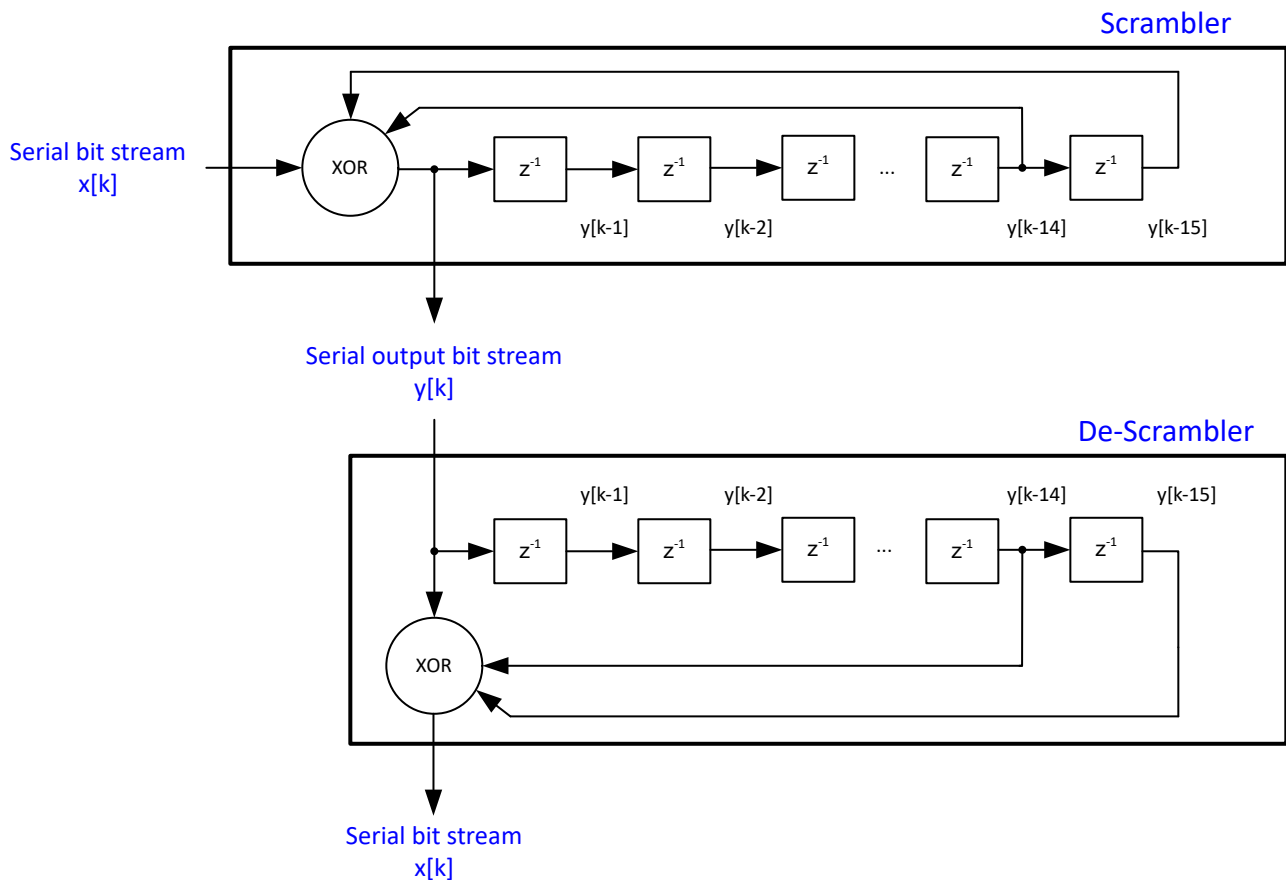 Scrambler
Serial bit stream
x[k]
XOR
z⁻¹
z⁻¹
z⁻¹
...
z⁻¹
z⁻¹
y[k-1]
y[k-2]
y[k-14]
y[k-15]
Serial output bit stream
y[k]
De-Scrambler
y[k-1]
y[k-2]
y[k-14]
y[k-15]
z⁻¹
z⁻¹
z⁻¹
...
z⁻¹
z⁻¹
XOR
Serial bit stream
x[k]